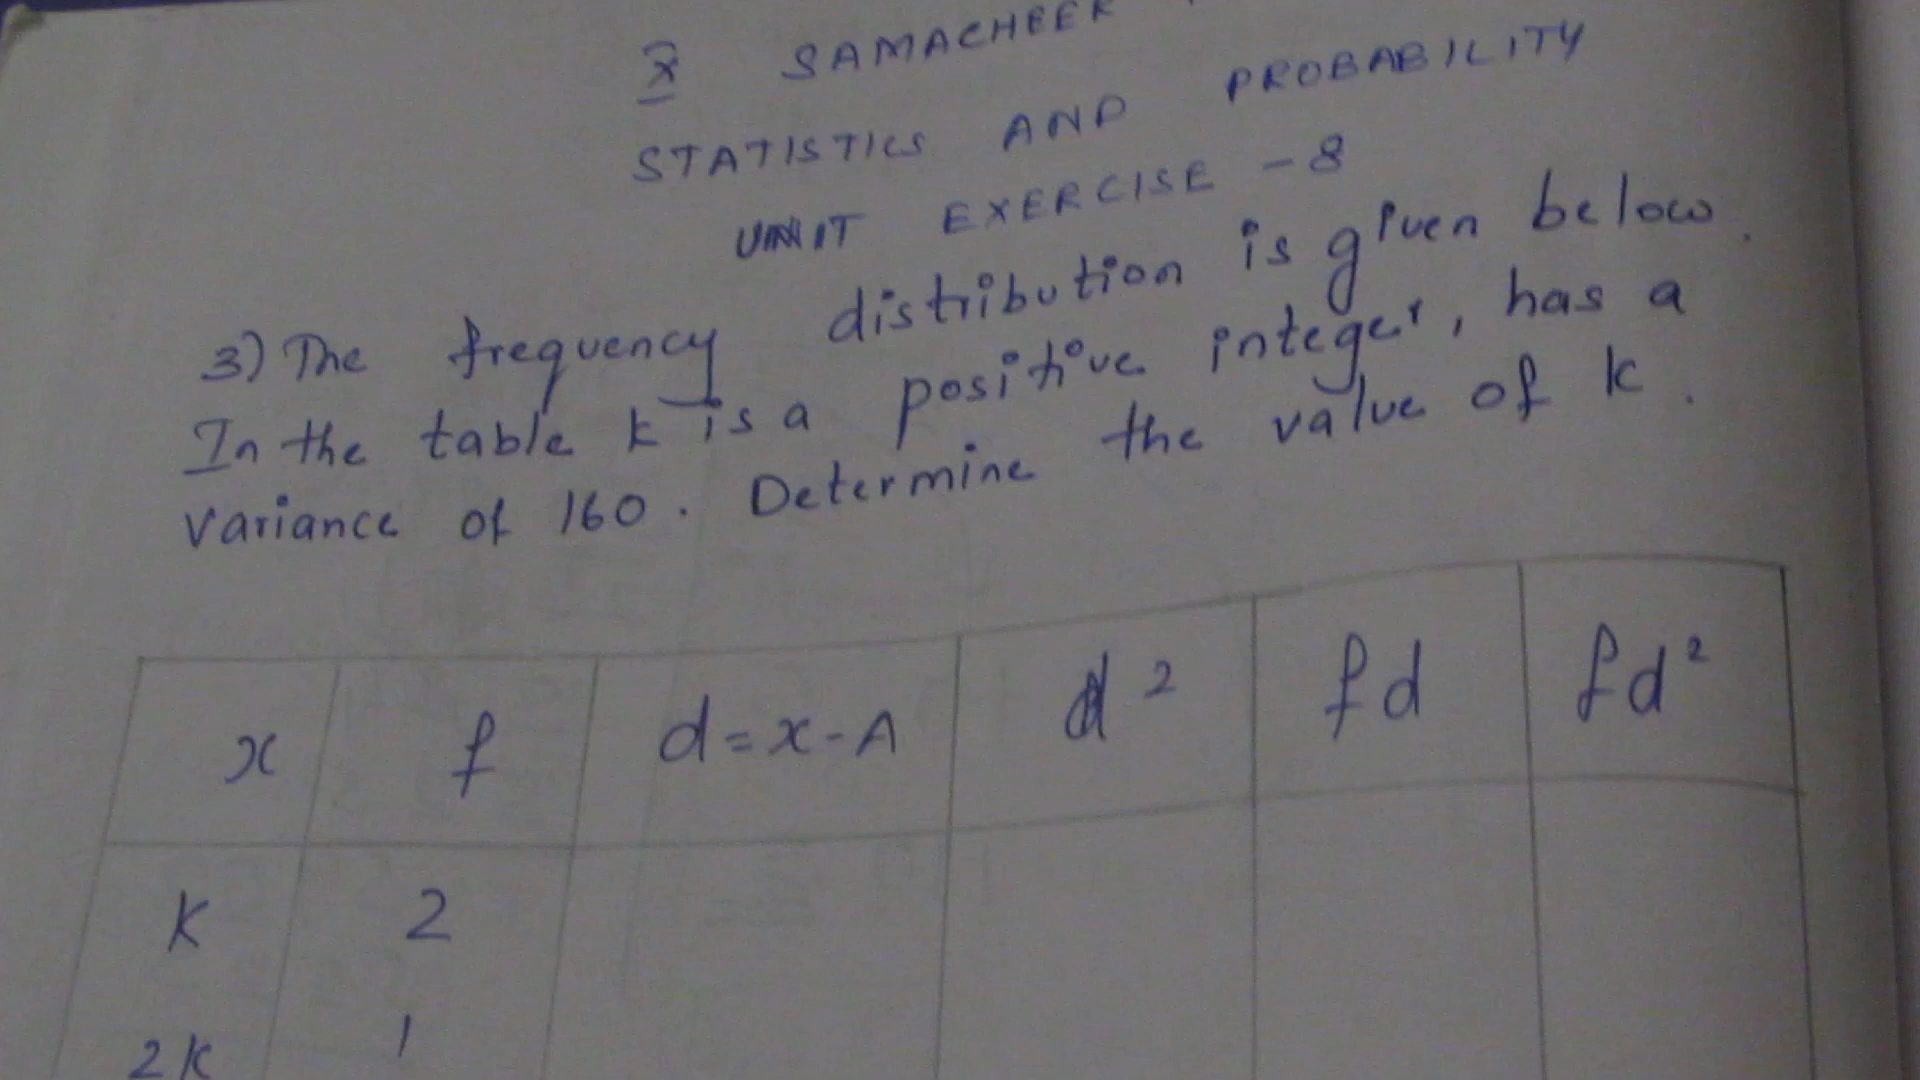 X SAMACHEER
STATISTICS AND PROBABILITY
UNIT EXERCISE - 8
3) The frequency distribution is given below.
In the table k is a positive integer, has a
variance of 160. Determine the value of k.
x f d = x - A d² fd fd²
K 2
2K 1